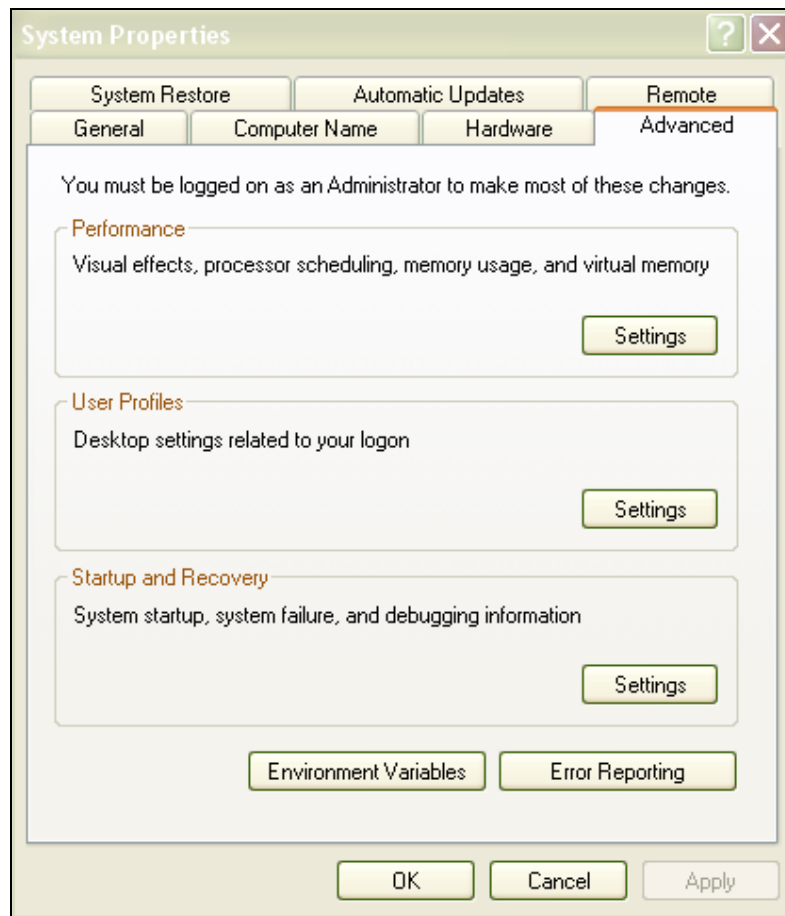 System Properties
?
System Restore
Automatic Updates
Remote
General
Computer Name
Hardware
Advanced
You must be logged on as an Administrator to make most of these changes.
Performance
Visual effects, processor scheduling, memory usage, and virtual memory
Settings
User Profiles
Desktop settings related to your logon
Settings
Startup and Recovery
System startup, system failure, and debugging information
Settings
Environment Variables
Error Reporting
OK
Cancel
Apply